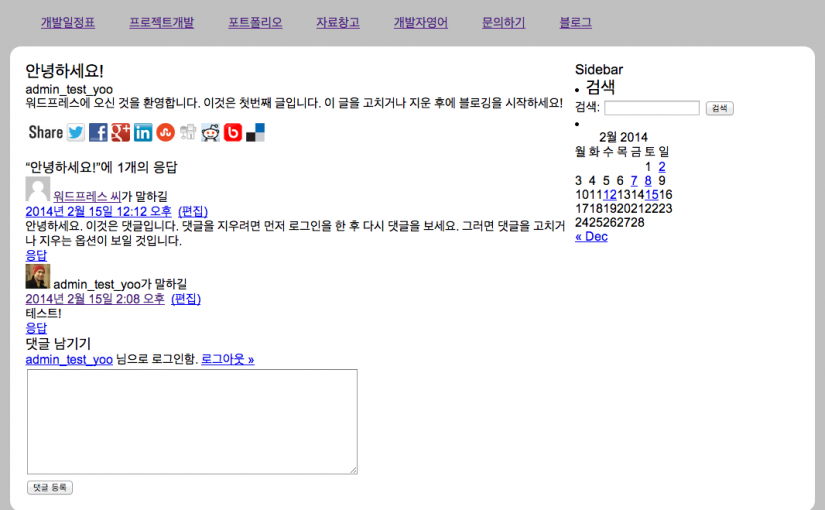 개발일정표 프로젝트개발 포트폴리오 자료창고 개발자영어 문의하기 블로그
안녕하세요!
admin_test_yoo
워드프레스에 오신 것을 환영합니다. 이것은 첫번째 글입니다. 이 글을 고치거나 지운 후에 블로깅을 시작하세요!
Share
“안녕하세요!”에 1개의 응답
워드프레스 씨가 말하길
2014년 2월 15일 12:12 오후 (편집)
안녕하세요. 이것은 댓글입니다. 댓글을 지우려면 먼저 로그인을 한 후 다시 댓글을 보세요. 그러면 댓글을 고치거
나 지우는 옵션이 보일 것입니다.
응답
admin_test_yoo가 말하길
2014년 2월 15일 2:08 오후 (편집)
테스트!
응답
댓글 남기기
admin_test_yoo 님으로 로그인함. 로그아웃 »
댓글 등록
Sidebar
검색
검색: 검색
2월 2014
월 화 수 목 금 토 일
1 2
3 4 5 6 7 8 9
10 11 12 13 14 15 16
17 18 19 20 21 22 23
24 25 26 27 28
« Dec